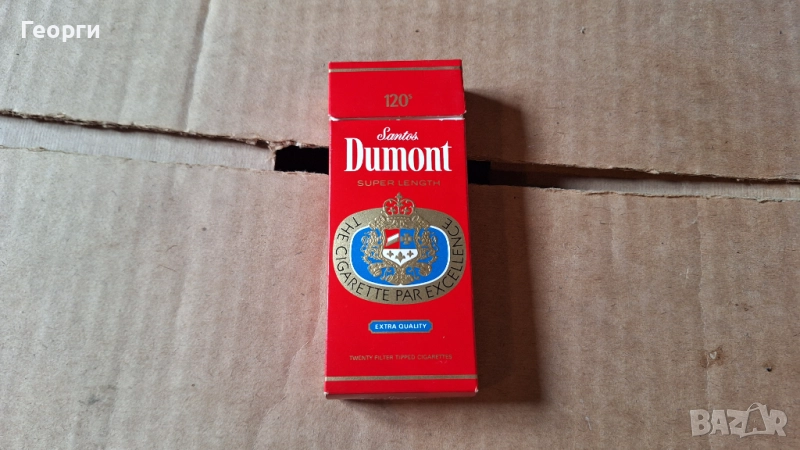 Георги
120's
Santos
Dumont
SUPER LENGTH
THE CIGARETTE PAR EXCELLENCE
EXTRA QUALITY
TWENTY FILTER TIPPED CIGARETTES
BAZAR